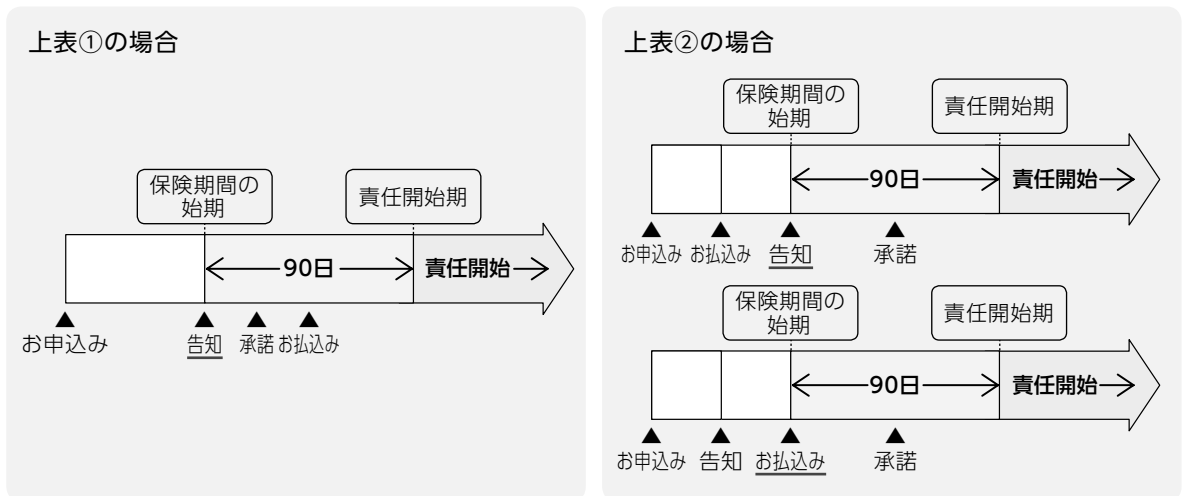 上表①の場合
保険期間の
始期
責任開始期
90日
責任開始
お申込み
告知
承諾
お払込み
上表②の場合
保険期間の
始期
責任開始期
90日
責任開始
お申込み
お払込み
告知
承諾
保険期間の
始期
責任開始期
90日
責任開始
お申込み
告知
お払込み
承諾